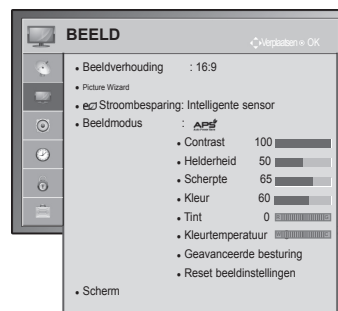 BEELD
Verplaatsen OK
• Beeldverhouding : 16:9
• Picture Wizard
• Stroombesparing: Intelligente sensor
• Beeldmodus : APS
• Contrast 100
• Helderheid 50
• Scherpte 65
• Kleur 60
• Tint 0
• Kleurtemperatuur
• Geavanceerde besturing
• Reset beeldinstellingen
• Scherm